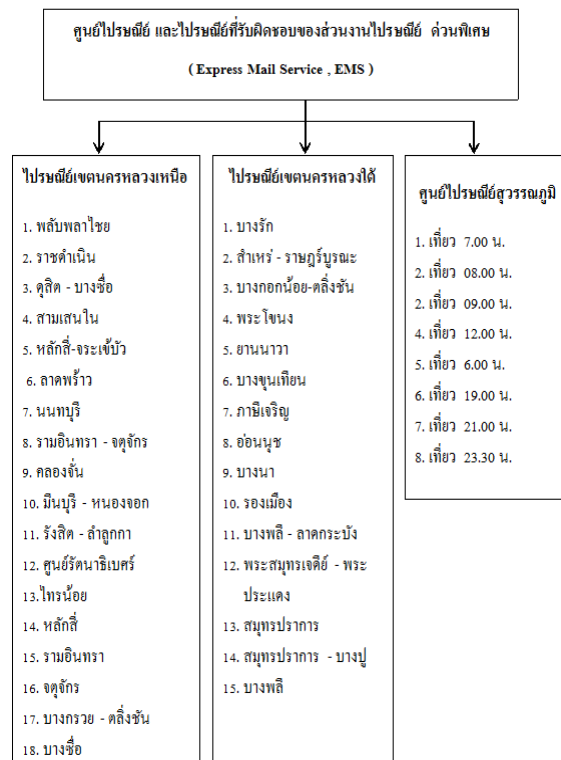 ศูนย์ไปรษณีย์ และไปรษณีย์ที่รับผิดชอบของส่วนงานไปรษณีย์ ด่วนพิเศษ
( Express Mail Service , EMS )
ไปรษณีย์เขตนครหลวงเหนือ
1. พลับพลาไชย
2. ราชดำเนิน
3. ดุสิต - บางซื่อ
4. สามเสนใน
5. หลักสี่-จระเข้บัว
6. ลาดพร้าว
7. นนทบุรี
8. รามอินทรา - จตุจักร
9. คลองจั่น
10. มีนบุรี - หนองจอก
11. รังสิต - ลำลูกกา
12. ศูนย์รัตนาธิเบศร์
13.ไทรน้อย
14. หลักสี่
15. รามอินทรา
16. จตุจักร
17. บางกรวย - ตลิ่งชัน
18. บางซื่อ
ไปรษณีย์เขตนครหลวงใต้
1. บางรัก
2. สำเหร่ - ราษฎร์บูรณะ
3. บางกอกน้อย-ตลิ่งชัน
4. พระโขนง
5. ยานนาวา
6. บางขุนเทียน
7. ภาษีเจริญ
8. อ่อนนุช
9. บางนา
10. รองเมือง
11. บางพลี - ลาดกระบัง
12. พระสมุทรเจดีย์ - พระ
ประแดง
13. สมุทรปราการ
14. สมุทรปราการ - บางปู
15. บางพลี
ศูนย์ไปรษณีย์สุวรรณภูมิ
1. เที่ยว 7.00 น.
2. เที่ยว 08.00 น.
2. เที่ยว 09.00 น.
4. เที่ยว 12.00 น.
5. เที่ยว 6.00 น.
6. เที่ยว 19.00 น.
7. เที่ยว 21.00 น.
8. เที่ยว 23.30 น.